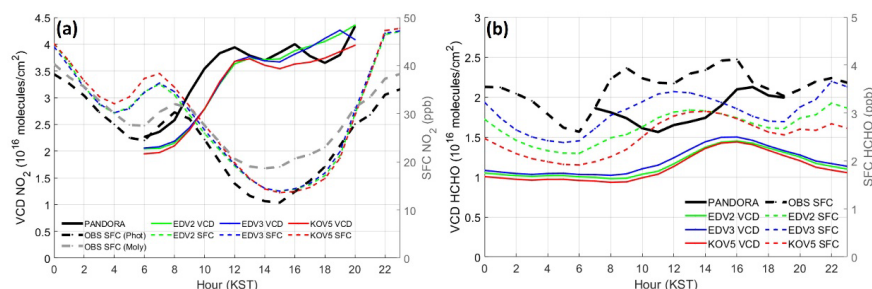 (a)
4.5
4
3.5
3
2.5
2
1.5
1
0.5
0
VCD NO2 (10^16 molecules/cm^2)
50
40
30
20
10
0
SFC NO2 (ppb)
PANDORA
OBS SFC (Phot)
OBS SFC (Moly)
EDV2 VCD
EDV2 SFC
EDV3 VCD
EDV3 SFC
KOV5 VCD
KOV5 SFC
0 2 4 6 8 10 12 14 16 18 20 22
Hour (KST)
(b)
3
2.5
2
1.5
1
0.5
0
VCD HCHO (10^16 molecules/cm^2)
5
4
3
2
1
0
SFC HCHO (ppb)
PANDORA OBS SFC
EDV2 VCD EDV2 SFC
EDV3 VCD EDV3 SFC
KOV5 VCD KOV5 SFC
0 2 4 6 8 10 12 14 16 18 20 22
Hour (KST)